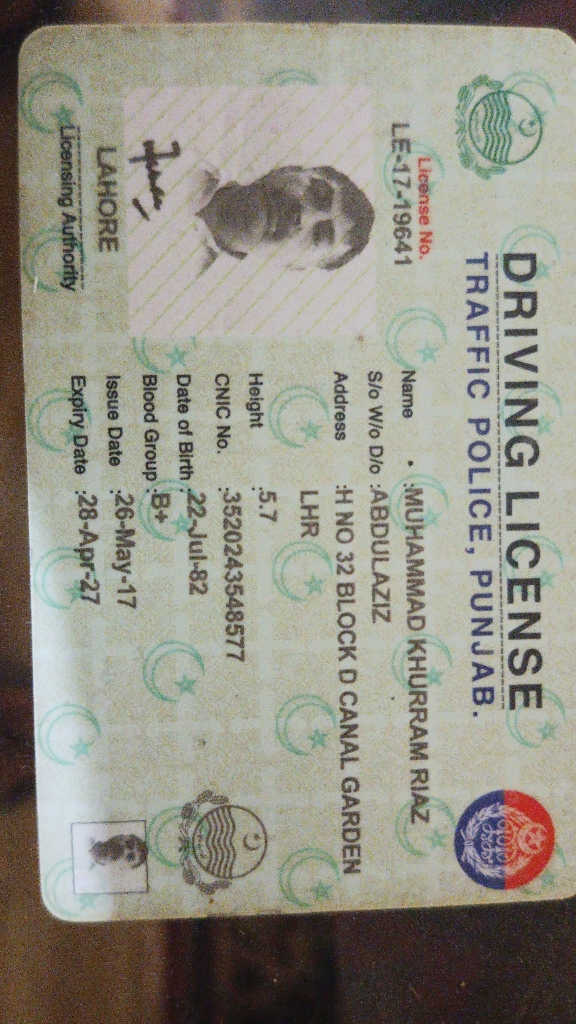 DRIVING LICENSE
TRAFFIC POLICE, PUNJAB.
License No.
LE-17-19641
Name :MUHAMMAD KHURRAM RIAZ
S/o W/o D/o :ABDULAZIZ
Address :H NO 32 BLOCK D CANAL GARDEN
LHR
Height :5.7
CNIC No. :3520243548577
Date of Birth :22-Jul-82
Blood Group :B+
Issue Date :26-May-17
Expiry Date :28-Apr-27
LAHORE
Licensing Authority